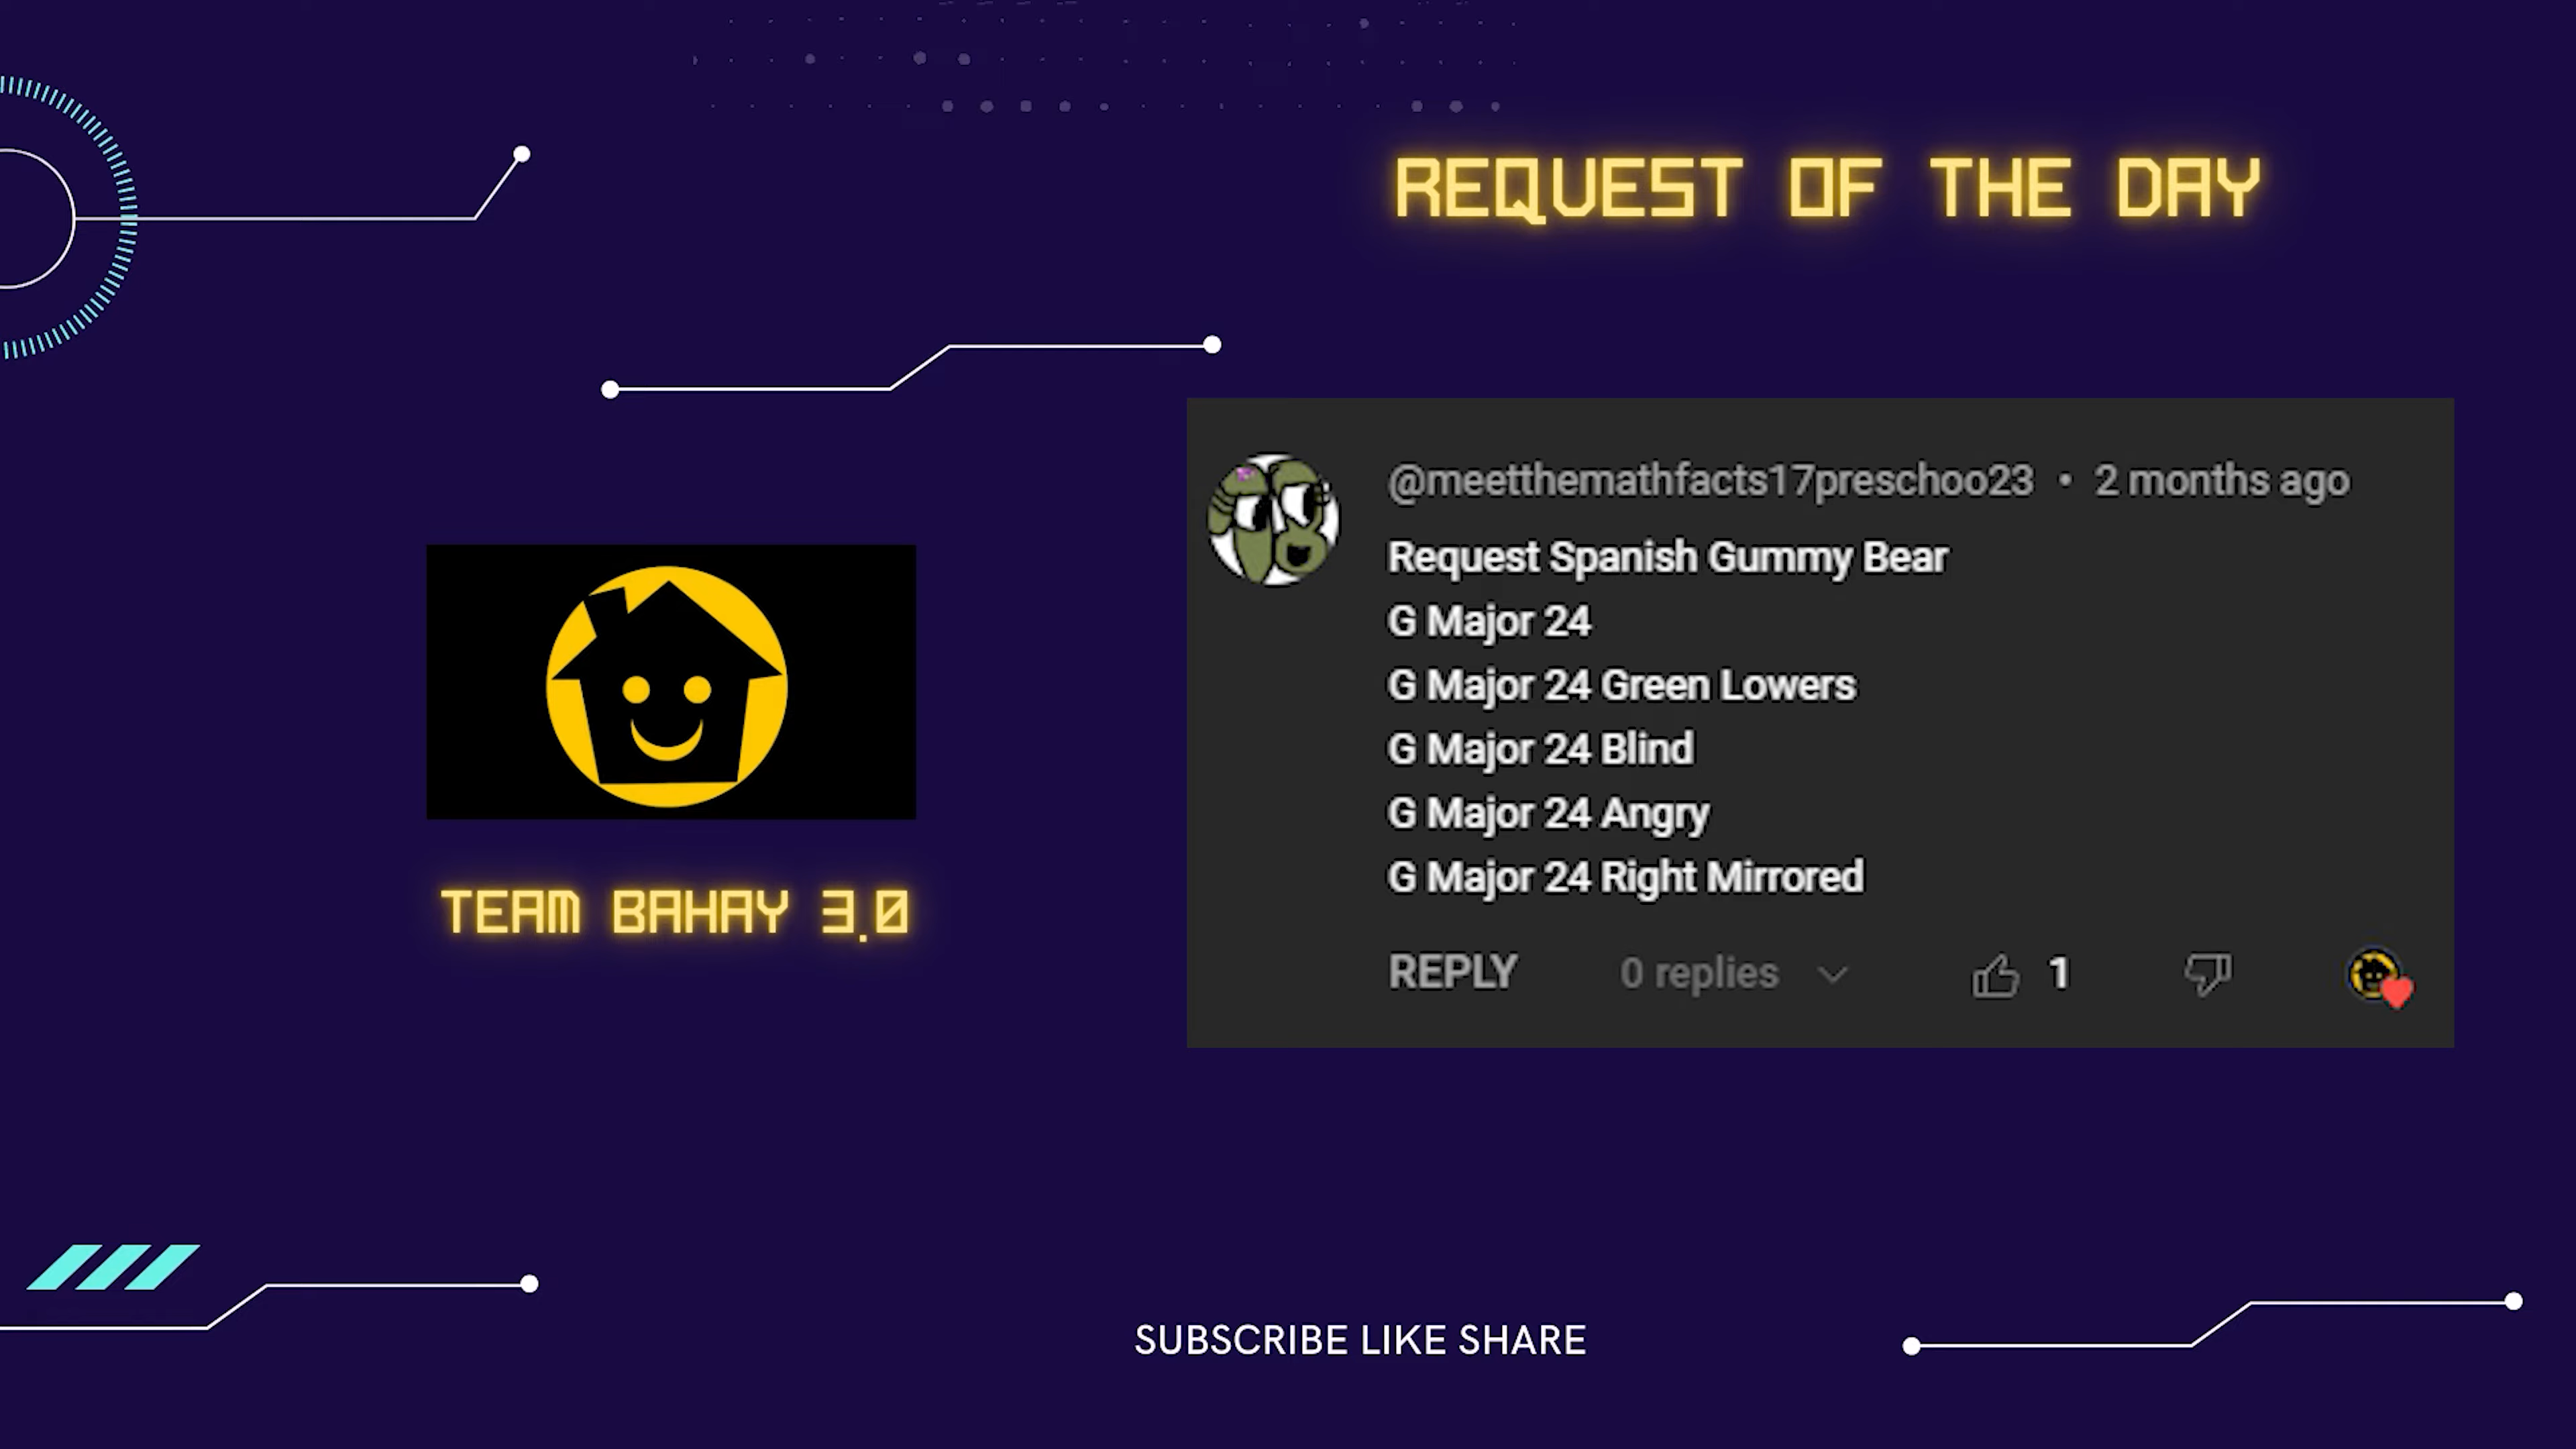 REQUEST OF THE DAY
@meetthemathfacts17preschoo23 • 2 months ago
Request Spanish Gummy Bear
G Major 24
G Major 24 Green Lowers
G Major 24 Blind
G Major 24 Angry
G Major 24 Right Mirrored
REPLY 0 replies 1
TEAM BAHAY 3.0
SUBSCRIBE LIKE SHARE